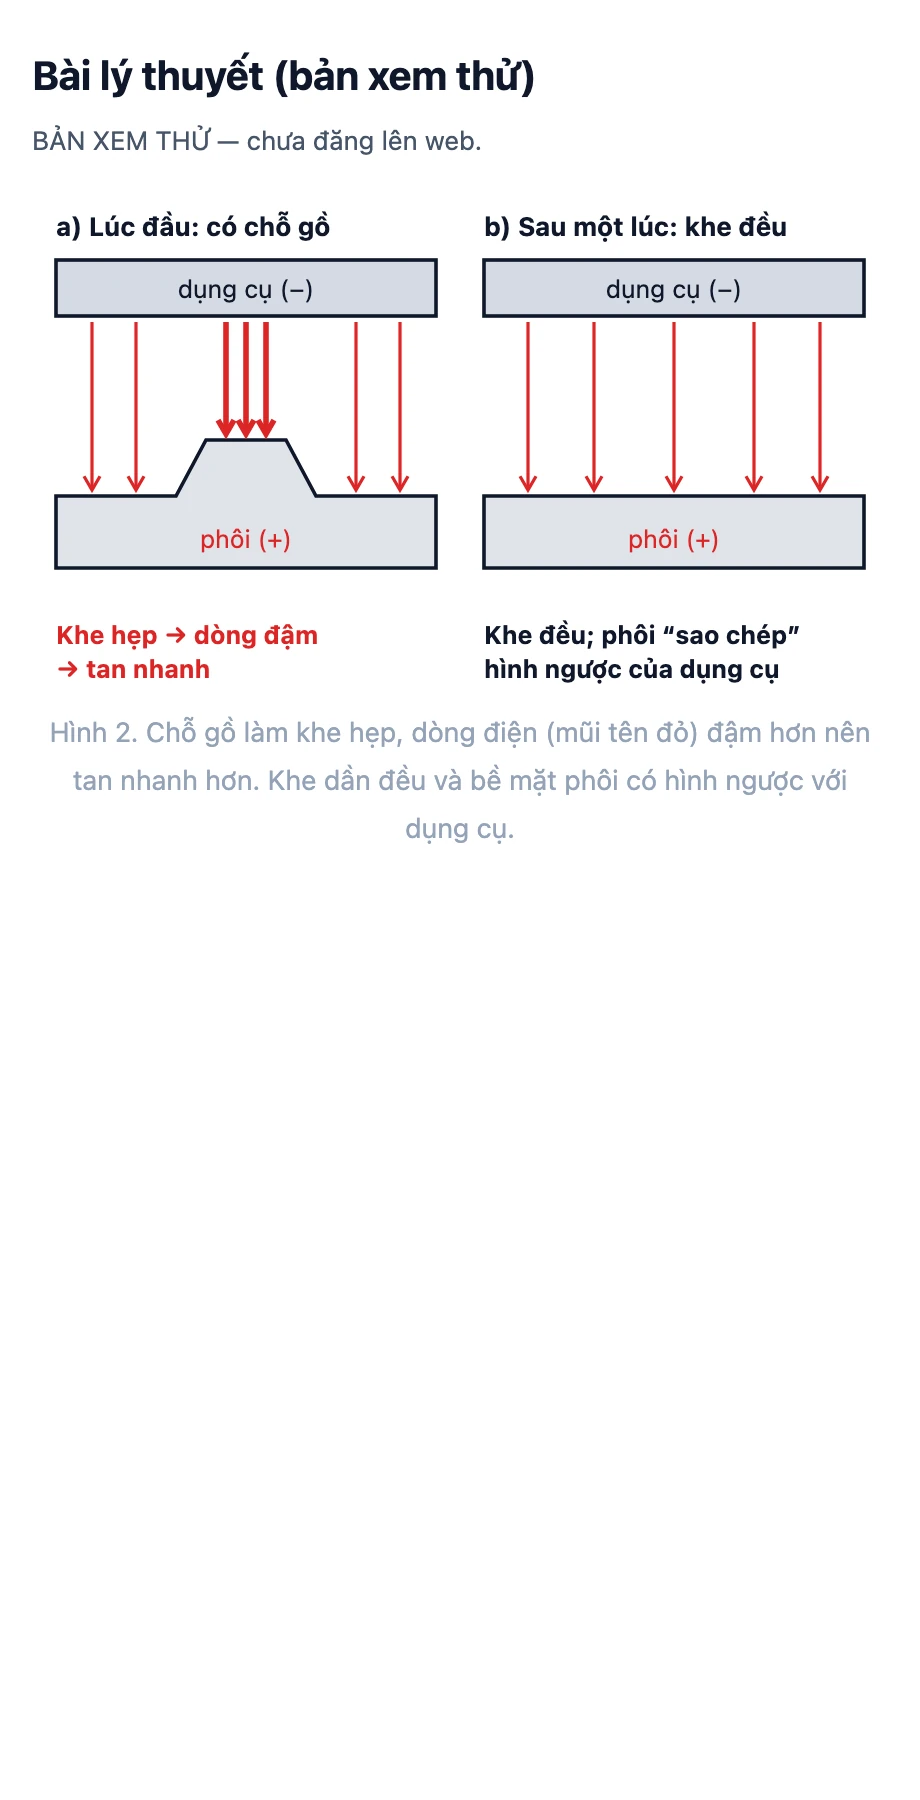 Bài lý thuyết (bản xem thử)
BẢN XEM THỬ — chưa đăng lên web.
a) Lúc đầu: có chỗ gồ
dụng cụ (–)
phôi (+)
Khe hẹp → dòng đậm
→ tan nhanh
b) Sau một lúc: khe đều
dụng cụ (–)
phôi (+)
Khe đều; phôi “sao chép”
hình ngược của dụng cụ
Hình 2. Chỗ gồ làm khe hẹp, dòng điện (mũi tên đỏ) đậm hơn nên
tan nhanh hơn. Khe dần đều và bề mặt phôi có hình ngược với
dụng cụ.